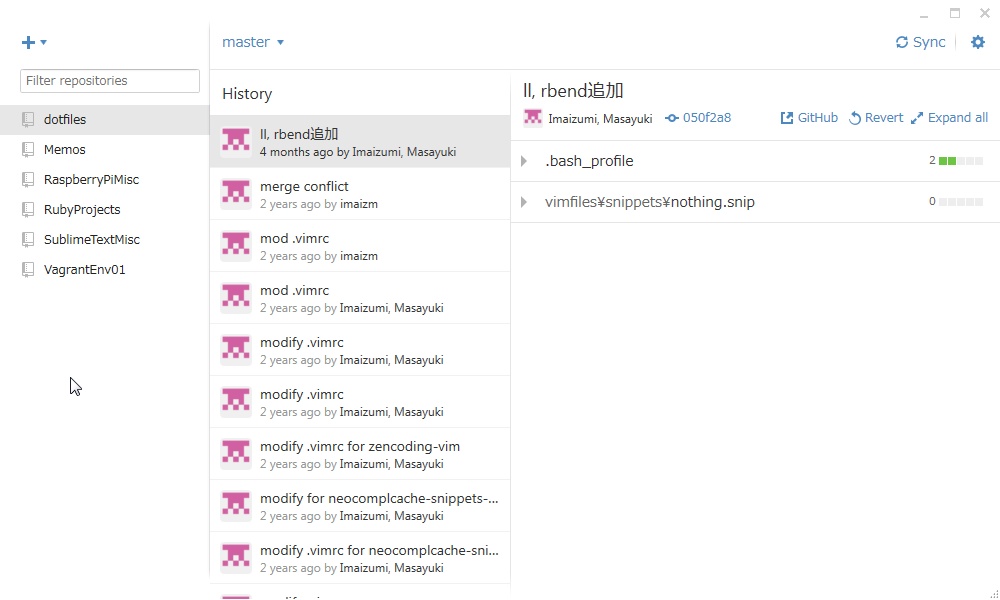 master
Sync
Filter repositories
dotfiles
Memos
RaspberryPiMisc
RubyProjects
SublimeTextMisc
VagrantEnv01
History
ll, rbend追加
4 months ago by Imaizumi, Masayuki
merge conflict
2 years ago by imaizm
mod .vimrc
2 years ago by imaizm
mod .vimrc
2 years ago by Imaizumi, Masayuki
modify .vimrc
2 years ago by Imaizumi, Masayuki
modify .vimrc
2 years ago by Imaizumi, Masayuki
modify .vimrc for zencoding-vim
2 years ago by Imaizumi, Masayuki
modify for neocomplcache-snippets-...
2 years ago by Imaizumi, Masayuki
modify .vimrc for neocomplcache-sni...
2 years ago by Imaizumi, Masayuki
ll, rbend追加
Imaizumi, Masayuki 050f2a8 GitHub Revert Expand all
.bash_profile 2
vimfiles¥snippets¥nothing.snip 0